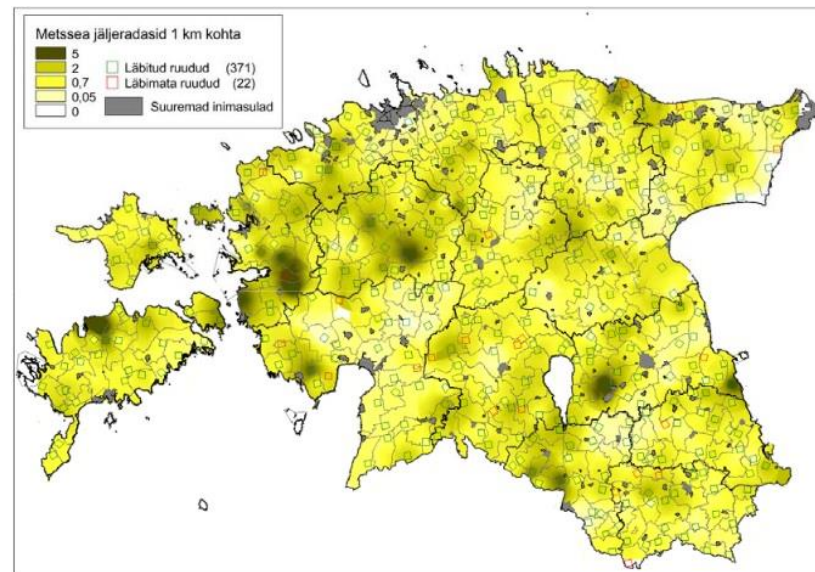 Metssea jäljeradasid 1 km kohta
5
2
Läbitud ruudud (371)
0,7
Läbimata ruudud (22)
0,05
Suuremad inimasulad
0